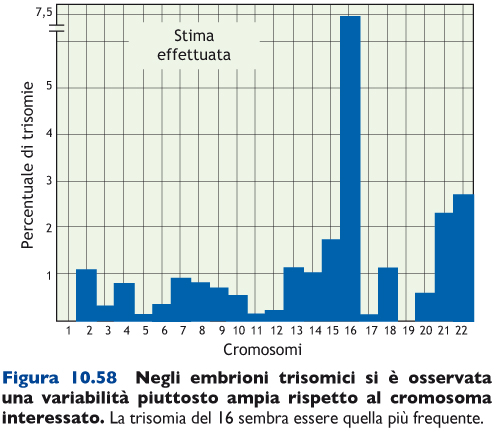 7,5
Stima
effettuata
5
4
3
2
1
Percentuale di trisomie
1 2 3 4 5 6 7 8 9 10 11 12 13 14 15 16 17 18 19 20 21 22
Cromosomi
Figura 10.58 Negli embrioni trisomici si è osservata
una variabilità piuttosto ampia rispetto al cromosoma
interessato. La trisomia del 16 sembra essere quella più frequente.